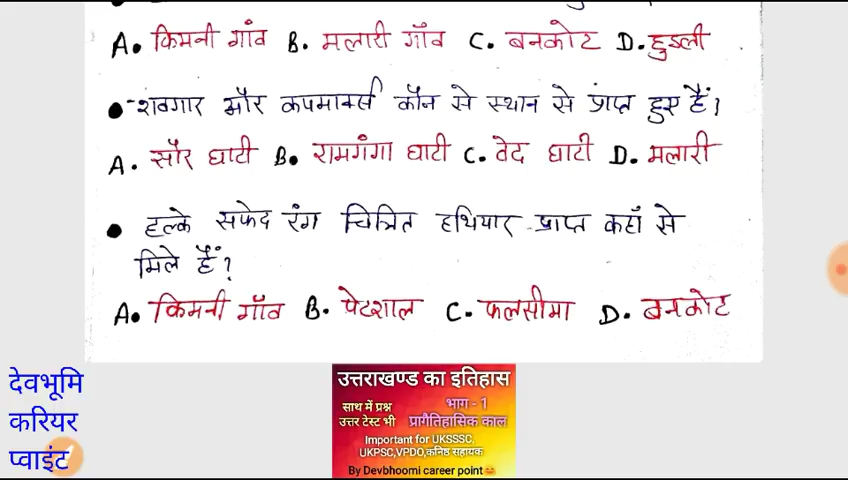 A. किमनी गाँव B. मलारी गाँव C. बनकोट D. हुडली
शवगार और कपमार्क्स कौन से स्थान से प्राप्त हुए हैं?
A. सौर घाटी B. रामगंगा घाटी C. वेद घाटी D. मलारी
हल्के सफेद रंग चित्रित हथियार प्राप्त कहाँ से
मिले हैं?
A. किमनी गाँव B. पेटशाल C. फलसीमा D. बनकोट
देवभूमि
करियर
प्वाइंट
उत्तराखण्ड का इतिहास
साथ में प्रश्न
उत्तर टेस्ट भी
भाग - 1
प्रागैतिहासिक काल
Important for UKSSSC,
UKPSC,VPDO,कनिष्ठ सहायक
By Devbhoomi career point